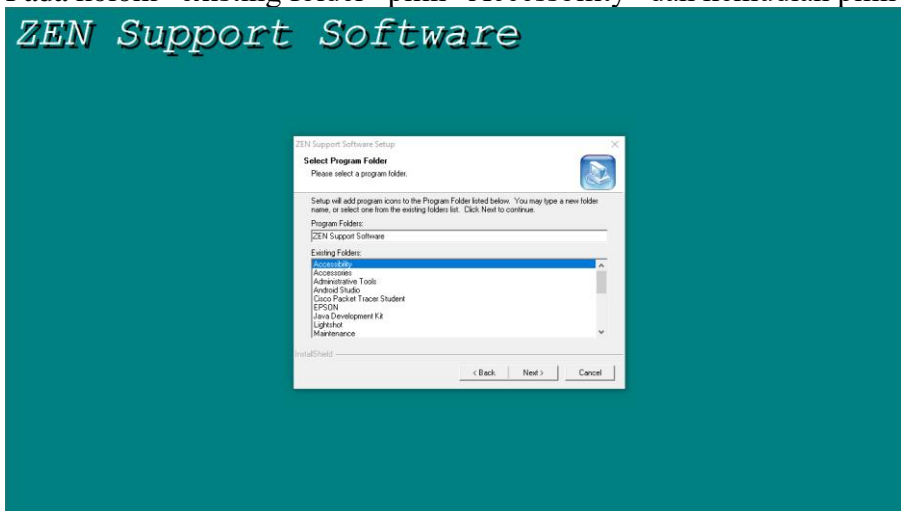 ZEN Support Software
ZEN Support Software Setup
Select Program Folder
Please select a program folder.
Setup will add program icons to the Program Folder listed below. You may type a new folder
name, or select one from the existing folders list. Click Next to continue.
Program Folders:
ZEN Support Software
Existing Folders:
Accessibility
Accessories
Administrative Tools
Android Studio
Cisco Packet Tracer Student
EPSON
Java Development Kit
Lightshot
Maintenance
InstallShield
< Back
Next >
Cancel